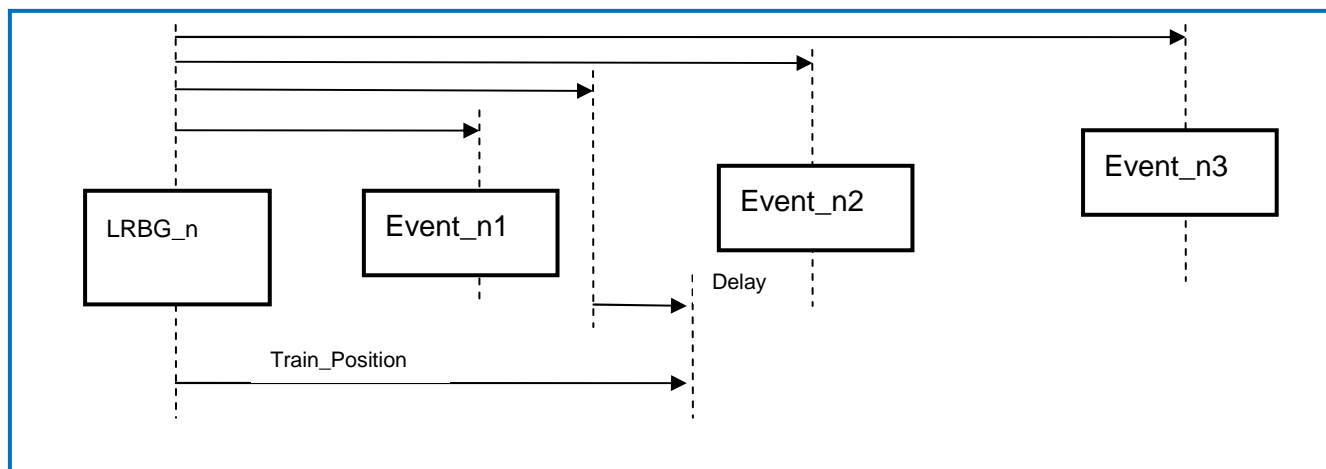 Event_n3
Event_n2
LRBG_n
Event_n1
Delay
Train_Position